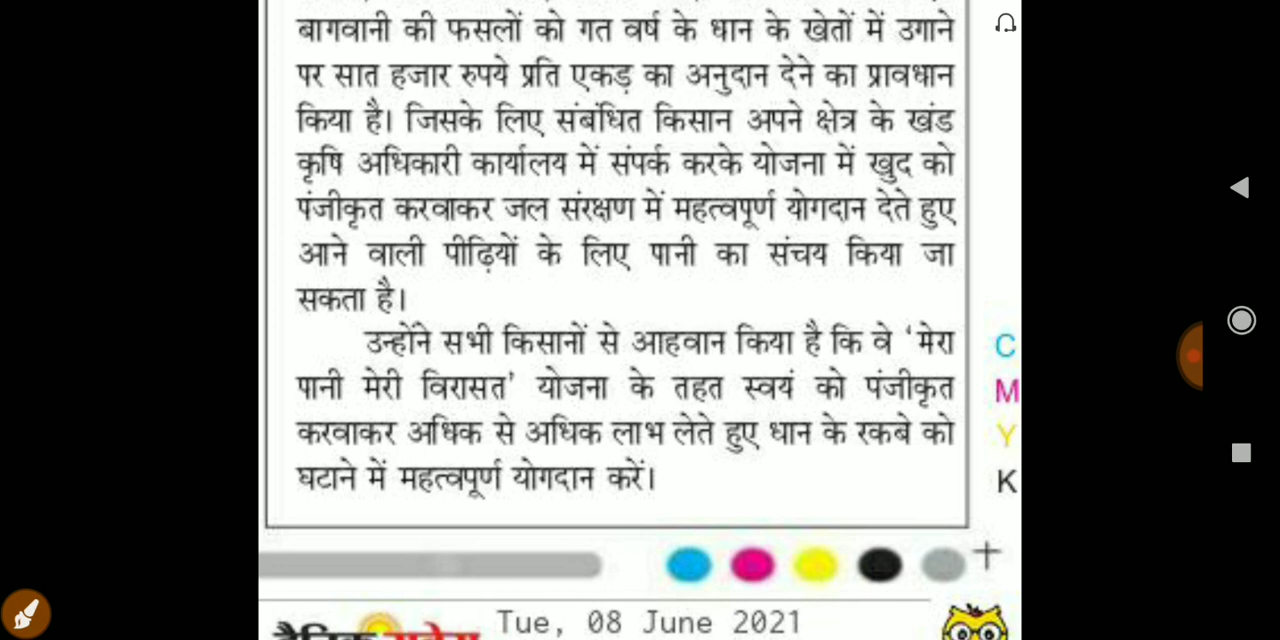 बागवानी की फसलों को गत वर्ष के धान के खेतों में उगाने
पर सात हजार रुपये प्रति एकड़ का अनुदान देने का प्रावधान
किया है। जिसके लिए संबंधित किसान अपने क्षेत्र के खंड
कृषि अधिकारी कार्यालय में संपर्क करके योजना में खुद को
पंजीकृत करवाकर जल संरक्षण में महत्वपूर्ण योगदान देते हुए
आने वाली पीढ़ियों के लिए पानी का संचय किया जा
सकता है।
उन्होंने सभी किसानों से आहवान किया है कि वे ‘मेरा
पानी मेरी विरासत’ योजना के तहत स्वयं को पंजीकृत
करवाकर अधिक से अधिक लाभ लेते हुए धान के रकबे को
घटाने में महत्वपूर्ण योगदान करें।
C
M
Y
K
Tue, 08 June 2021